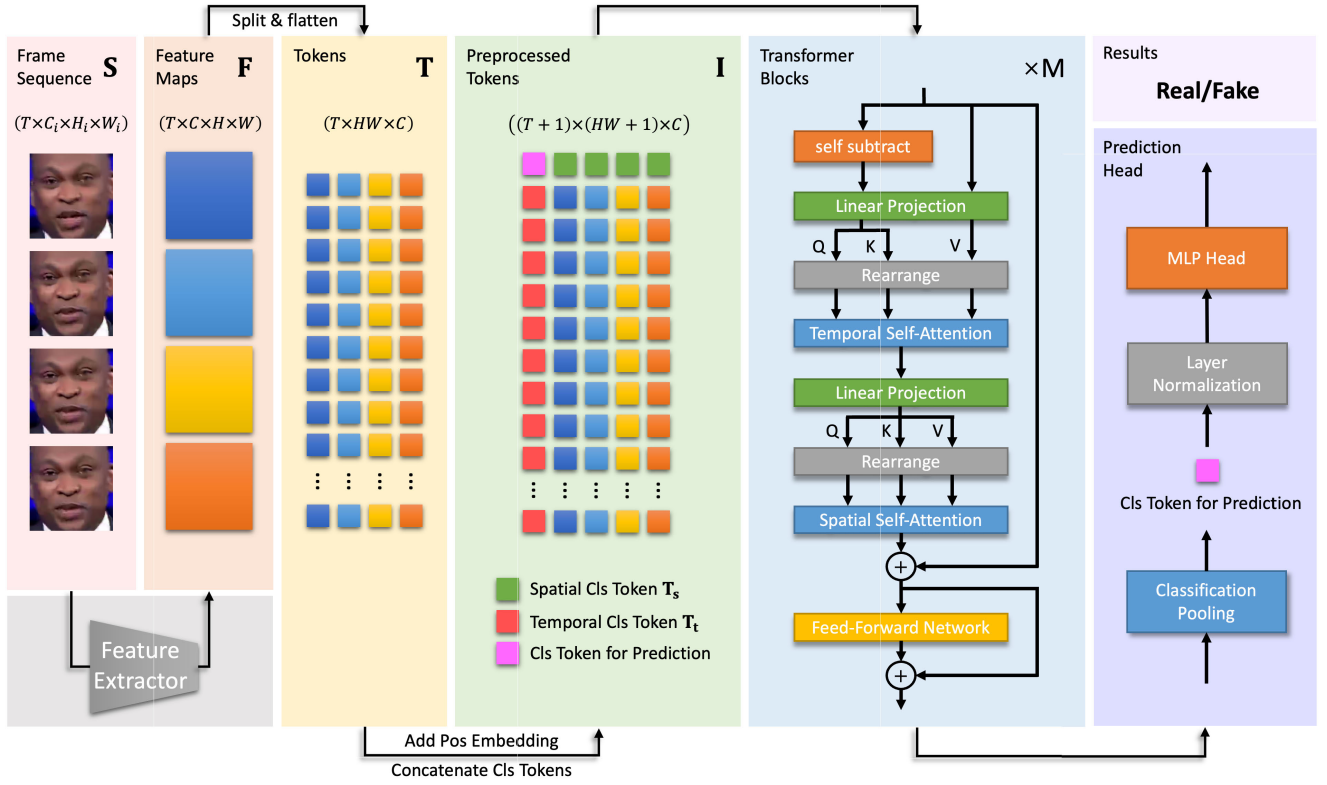 Split & flatten
Frame
Sequence S
(T×C_i×H_i×W_i)
Feature
Maps F
(T×C×H×W)
Feature
Extractor
Tokens T
(T×HW×C)
Add Pos Embedding
Concatenate Cls Tokens
Preprocessed
Tokens I
((T + 1)×(HW + 1)×C)
Spatial Cls Token T_s
Temporal Cls Token T_t
Cls Token for Prediction
Transformer
Blocks ×M
self subtract
Linear Projection
Q K V
Rearrange
Temporal Self-Attention
Linear Projection
Q K V
Rearrange
Spatial Self-Attention
+
Feed-Forward Network
+
Results
Real/Fake
Prediction
Head
MLP Head
Layer
Normalization
Cls Token for Prediction
Classification
Pooling